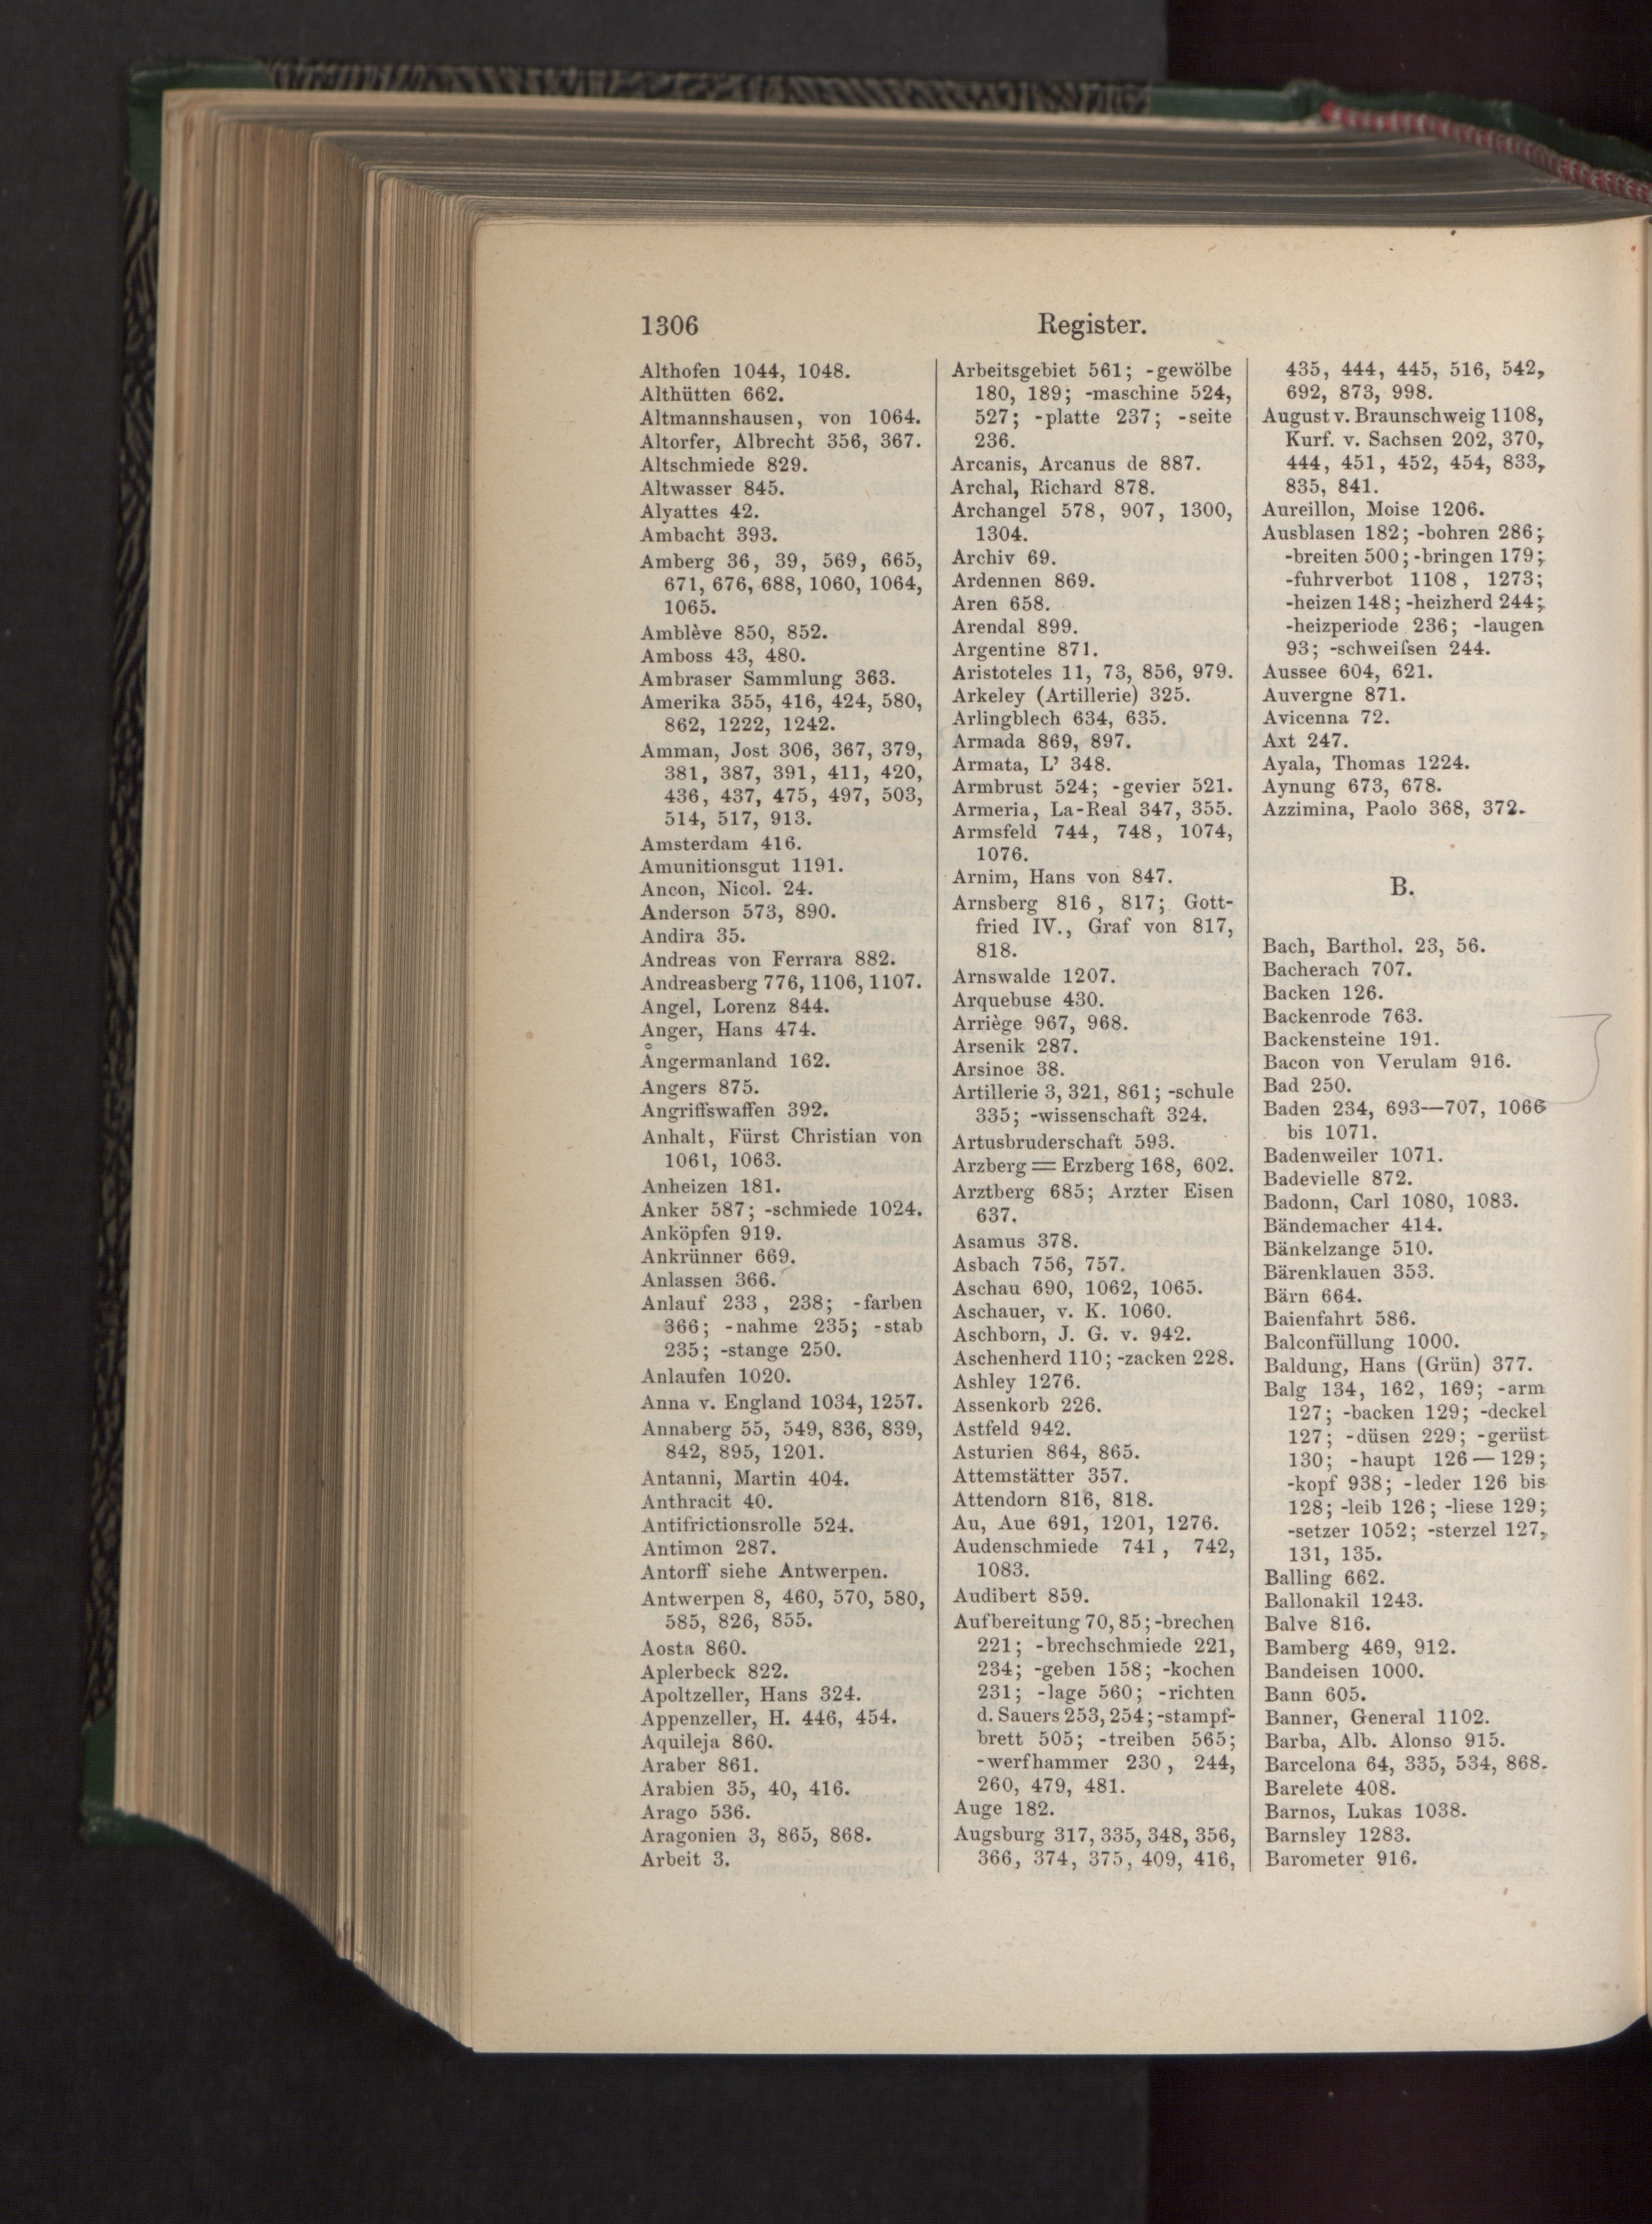 1306
Register.
Althofen 1044, 1048.
Althütten 662.
Altmannshausen, von 1064.
Altorfer, Albrecht 356, 367.
Altschmiede 829.
Altwasser 845.
Alyattes 42.
Ambacht 393.
Amberg 36, 39, 569, 665,
671, 676, 688, 1060, 1064,
1065.
Amblève 850, 852.
Amboss 43, 480.
Ambraser Sammlung 363.
Amerika 355, 416, 424, 580,
862, 1222, 1242.
Amman, Jost 306, 367, 379,
381, 387, 391, 411, 420,
436, 437, 475, 497, 503,
514, 517, 913.
Amsterdam 416.
Amunitionsgut 1191.
Ancon, Nicol. 24.
Anderson 573, 890.
Andira 35.
Andreas von Ferrara 882.
Andreasberg 776, 1106, 1107.
Angel, Lorenz 844.
Anger, Hans 474.
Ångermanland 162.
Angers 875.
Angriffswaffen 392.
Anhalt, Fürst Christian von
1061, 1063.
Anheizen 181.
Anker 587; -schmiede 1024.
Anköpfen 919.
Ankrünner 669.
Anlassen 366.
Anlauf 233, 238; -farben
366; -nahme 235; -stab
235; -stange 250.
Anlaufen 1020.
Anna v. England 1034, 1257.
Annaberg 55, 549, 836, 839,
842, 895, 1201.
Antanni, Martin 404.
Anthracit 40.
Antifrictionsrolle 524.
Antimon 287.
Antorff siehe Antwerpen.
Antwerpen 8, 460, 570, 580,
585, 826, 855.
Aosta 860.
Aplerbeck 822.
Apoltzeller, Hans 324.
Appenzeller, H. 446, 454.
Aquileja 860.
Araber 861.
Arabien 35, 40, 416.
Arago 536.
Aragonien 3, 865, 868.
Arbeit 3.
Arbeitsgebiet 561; -gewölbe
180, 189; -maschine 524,
527; -platte 237; -seite
236.
Arcanis, Arcanus de 887.
Archal, Richard 878.
Archangel 578, 907, 1300,
1304.
Archiv 69.
Ardennen 869.
Aren 658.
Arendal 899.
Argentine 871.
Aristoteles 11, 73, 856, 979.
Arkeley (Artillerie) 325.
Arlingblech 634, 635.
Armada 869, 897.
Armata, L' 348.
Armbrust 524; -gevier 521.
Armeria, La-Real 347, 355.
Armsfeld 744, 748, 1074,
1076.
Arnim, Hans von 847.
Arnsberg 816, 817; Gott-
fried IV., Graf von 817,
818.
Arnswalde 1207.
Arquebuse 430.
Arriège 967, 968.
Arsenik 287.
Arsinoe 38.
Artillerie 3, 321, 861; -schule
335; -wissenschaft 324.
Artusbruderschaft 593.
Arzberg = Erzberg 168, 602.
Arztberg 685; Arzter Eisen
637.
Asamus 378.
Asbach 756, 757.
Aschau 690, 1062, 1065.
Aschauer, v. K. 1060.
Aschborn, J. G. v. 942.
Aschenherd 110; -zacken 228.
Ashley 1276.
Assenkorb 226.
Astfeld 942.
Asturien 864, 865.
Attemstätter 357.
Attendorn 816, 818.
Au, Aue 691, 1201, 1276.
Audenschmiede 741, 742,
1083.
Audibert 859.
Aufbereitung 70, 85; -brechen
221; -brechschmiede 221,
234; -geben 158; -kochen
231; -lage 560; -richten
d. Sauers 253, 254; -stampf-
brett 505; -treiben 565;
-werfhammer 230, 244,
260, 479, 481.
Auge 182.
Augsburg 317, 335, 348, 356,
366, 374, 375, 409, 416,
435, 444, 445, 516, 542,
692, 873, 998.
August v. Braunschweig 1108,
Kurf. v. Sachsen 202, 370,
444, 451, 452, 454, 833,
835, 841.
Aureillon, Moise 1206.
Ausblasen 182; -bohren 286;
-breiten 500; -bringen 179;
-fuhrverbot 1108, 1273;
-heizen 148; -heizherd 244;
-heizperiode 236; -laugen
93; -schweiſsen 244.
Aussee 604, 621.
Auvergne 871.
Avicenna 72.
Axt 247.
Ayala, Thomas 1224.
Aynung 673, 678.
Azzimina, Paolo 368, 372.
B.
Bach, Barthol. 23, 56.
Bacherach 707.
Backen 126.
Backenrode 763.
Backensteine 191.
Bacon von Verulam 916.
Bad 250.
Baden 234, 693—707, 1066
bis 1071.
Badenweiler 1071.
Badevielle 872.
Badonn, Carl 1080, 1083.
Bändemacher 414.
Bänkelzange 510.
Bärenklauen 353.
Bärn 664.
Baienfahrt 586.
Balconfüllung 1000.
Baldung, Hans (Grün) 377.
Balg 134, 162, 169; -arm
127; -backen 129; -deckel
127; -düsen 229; -gerüst
130; -haupt 126—129;
-kopf 938; -leder 126 bis
128; -leib 126; -liese 129;
-setzer 1052; -sterzel 127,
131, 135.
Balling 662.
Ballonakil 1243.
Balve 816.
Bamberg 469, 912.
Bandeisen 1000.
Bann 605.
Banner, General 1102.
Barba, Alb. Alonso 915.
Barcelona 64, 335, 534, 868.
Barelete 408.
Barnos, Lukas 1038.
Barnsley 1283.
Barometer 916.